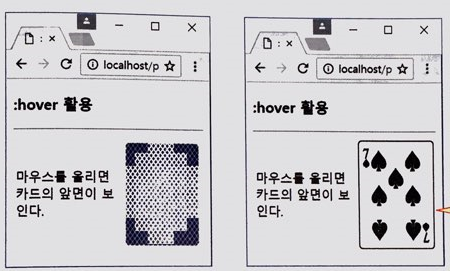 : ×
localhost/p
:hover 활용
마우스를 올리면
카드의 앞면이 보
인다.
: ×
localhost/p
:hover 활용
마우스를 올리면
카드의 앞면이 보
인다.
7
7